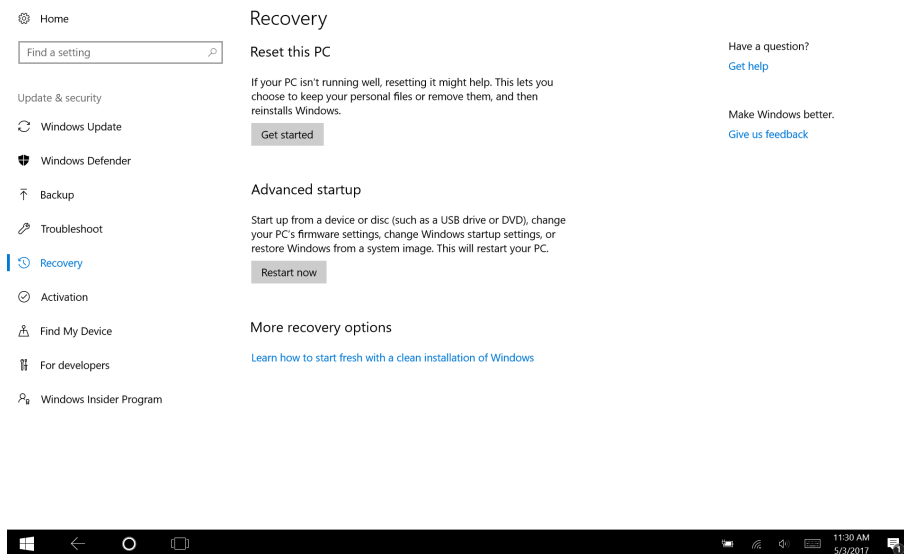 Home
Find a setting
Update & security
Windows Update
Windows Defender
Backup
Troubleshoot
Recovery
Activation
Find My Device
For developers
Windows Insider Program
Recovery
Reset this PC
If your PC isn't running well, resetting it might help. This lets you
choose to keep your personal files or remove them, and then
reinstalls Windows.
Get started
Advanced startup
Start up from a device or disc (such as a USB drive or DVD), change
your PC's firmware settings, change Windows startup settings, or
restore Windows from a system image. This will restart your PC.
Restart now
More recovery options
Learn how to start fresh with a clean installation of Windows
Have a question?
Get help
Make Windows better.
Give us feedback
11:30 AM
5/3/2017
1